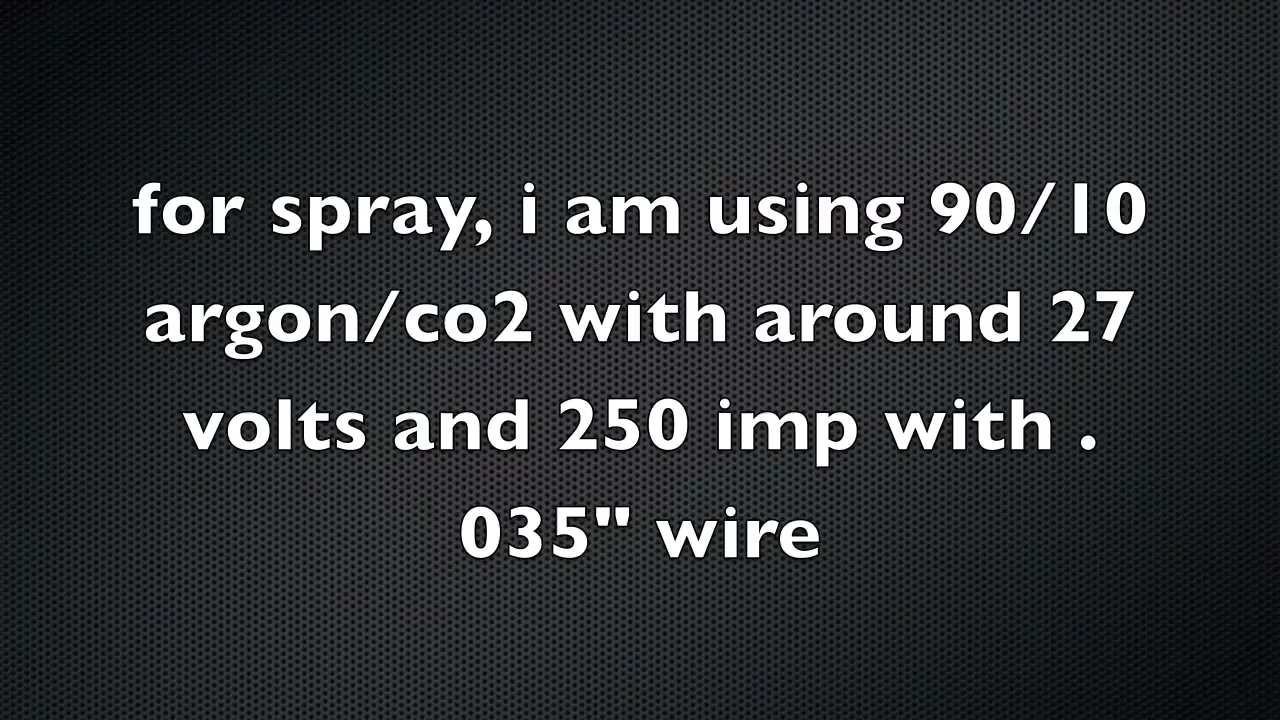 for spray, i am using 90/10
argon/co2 with around 27
volts and 250 imp with .
035" wire